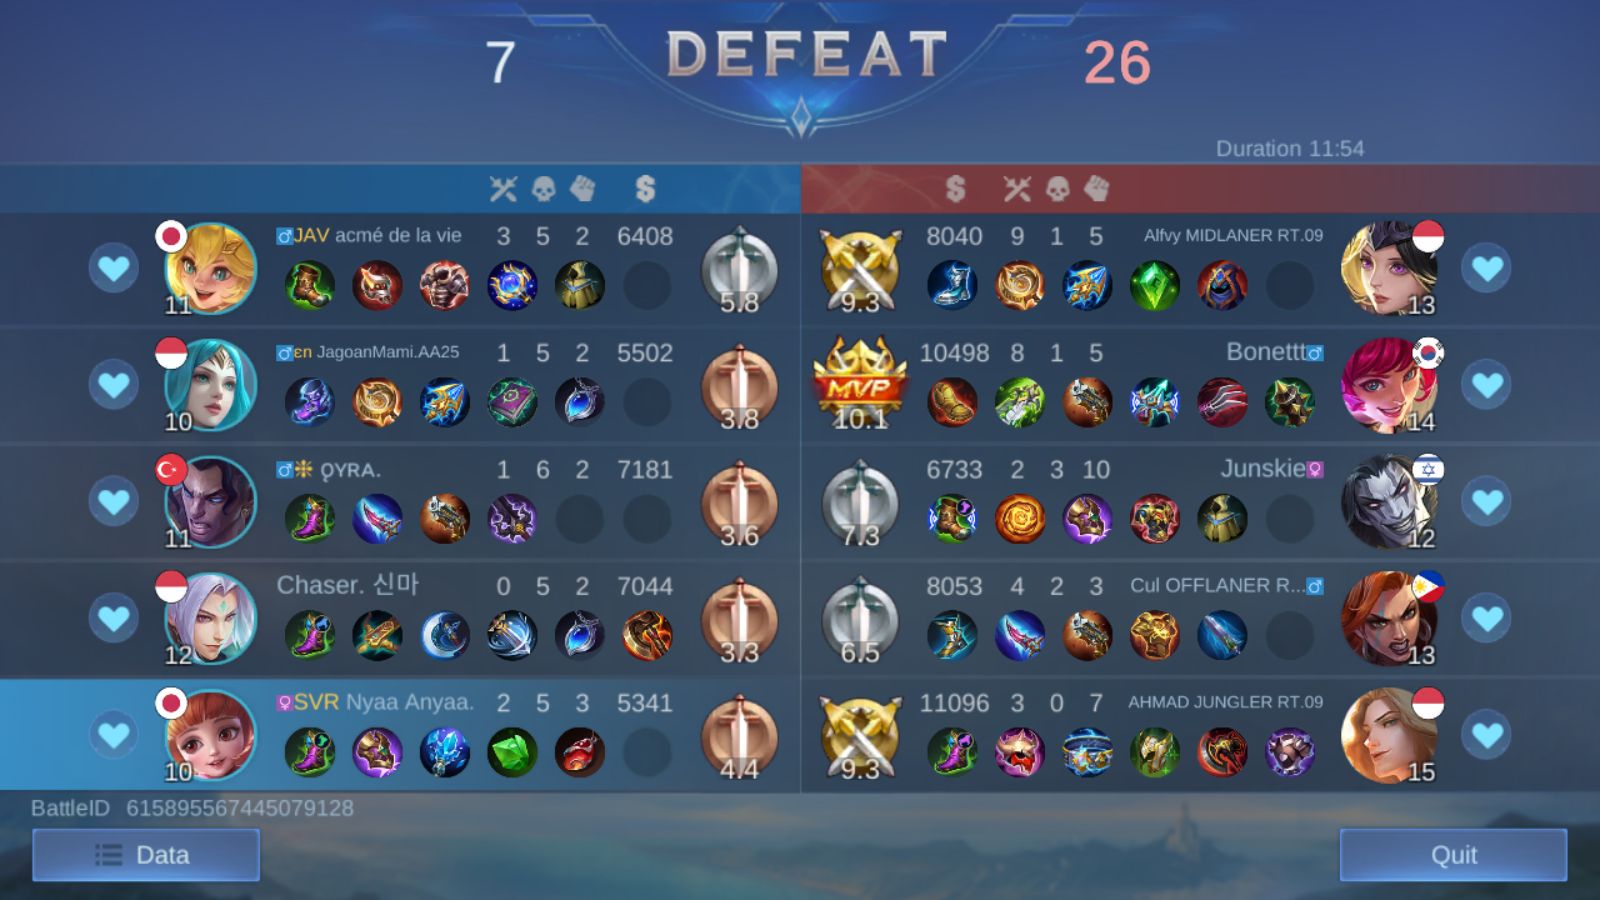 7 DEFEAT 26
Duration 11:54
JAV acmé de la vie 3 5 2 6408
11 5.8
8040 9 1 5 Alfvy MIDLANER RT.09
9.3 13
εn JagoanMami.AA25 1 5 2 5502
10 3.8
10498 8 1 5 Bonettt
MVP
10.1 14
QYRA. 1 6 2 7181
11 3.6
6733 2 3 10 Junskie
7.3 12
Chaser. 신마 0 5 2 7044
12 3.3
8053 4 2 3 Cul OFFLANER R...
6.5 13
SVR Nyaa Anyaa. 2 5 3 5341
10 4.4
11096 3 0 7 AHMAD JUNGLER RT.09
9.3 15
BattleID 615895567445079128
Data
Quit